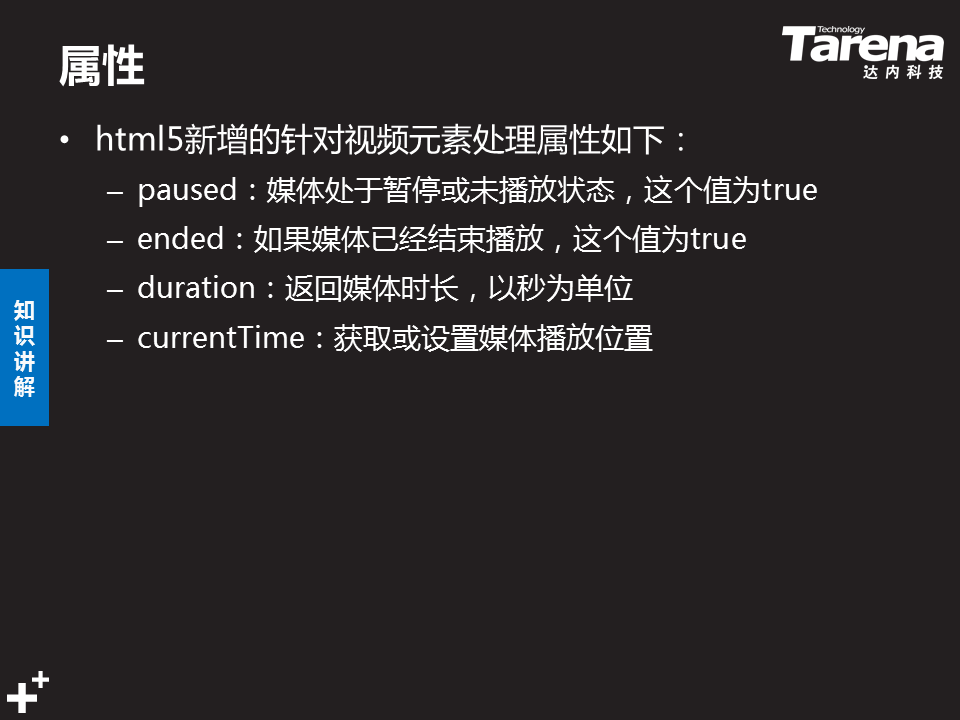 属性
Technology
Tarena
达内科技
• html5新增的针对视频元素处理属性如下：
– paused：媒体处于暂停或未播放状态，这个值为true
– ended：如果媒体已经结束播放，这个值为true
– duration：返回媒体时长，以秒为单位
– currentTime：获取或设置媒体播放位置
知
识
讲
解